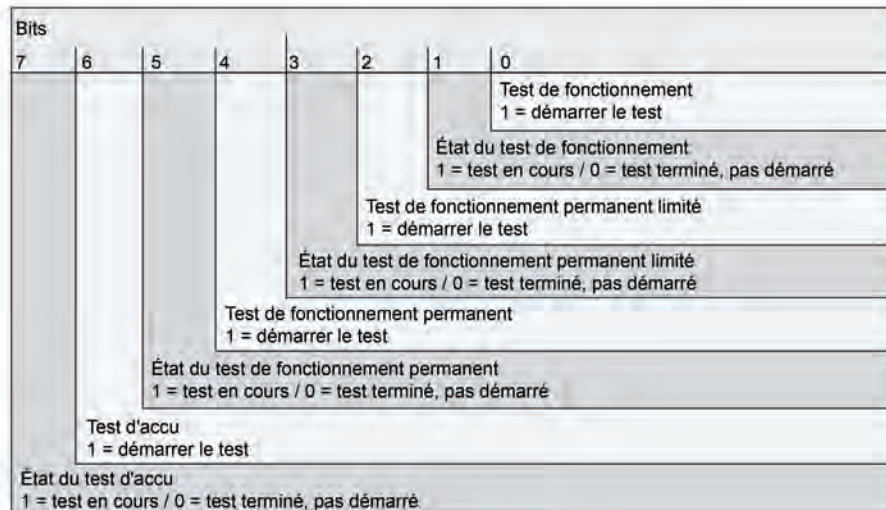 Bits
7 6 5 4 3 2 1 0
Test de fonctionnement
1 = démarrer le test
État du test de fonctionnement
1 = test en cours / 0 = test terminé, pas démarré
Test de fonctionnement permanent limité
1 = démarrer le test
État du test de fonctionnement permanent limité
1 = test en cours / 0 = test terminé, pas démarré
Test de fonctionnement permanent
1 = démarrer le test
État du test de fonctionnement permanent
1 = test en cours / 0 = test terminé, pas démarré
Test d'accu
1 = démarrer le test
État du test d'accu
1 = test en cours / 0 = test terminé, pas démarré